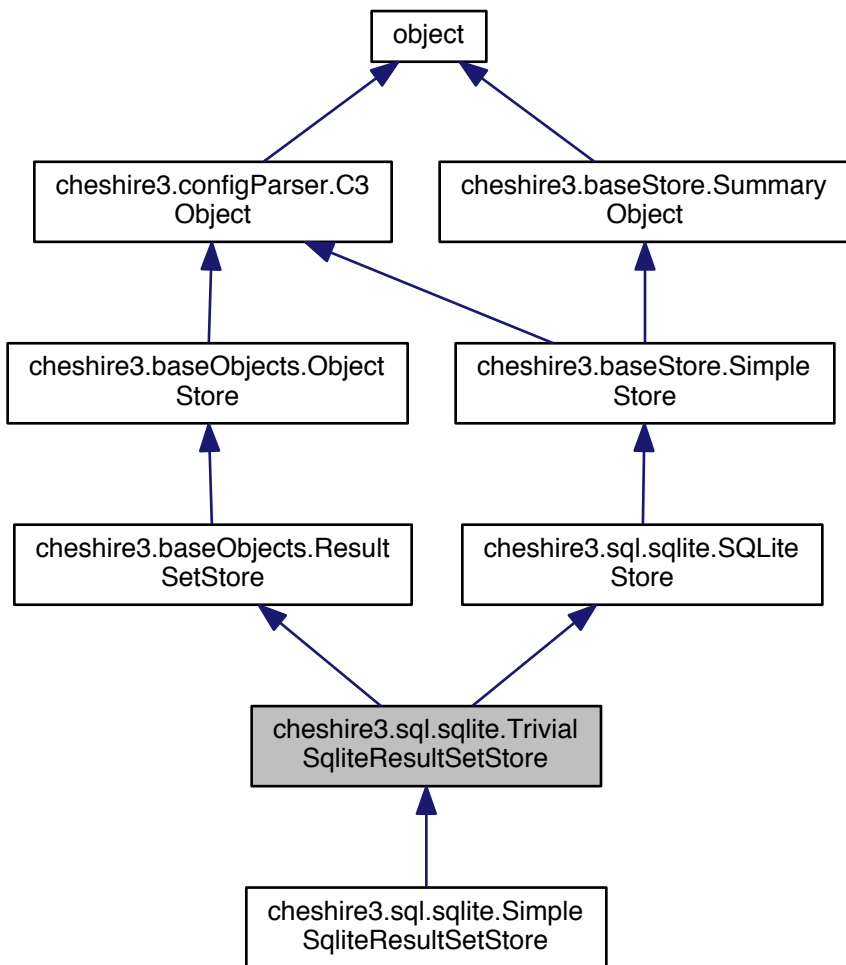 object
cheshire3.configParser.C3
Object
cheshire3.baseStore.Summary
Object
cheshire3.baseObjects.Object
Store
cheshire3.baseStore.Simple
Store
cheshire3.baseObjects.Result
SetStore
cheshire3.sql.sqlite.SQLite
Store
cheshire3.sql.sqlite.Trivial
SqliteResultSetStore
cheshire3.sql.sqlite.Simple
SqliteResultSetStore